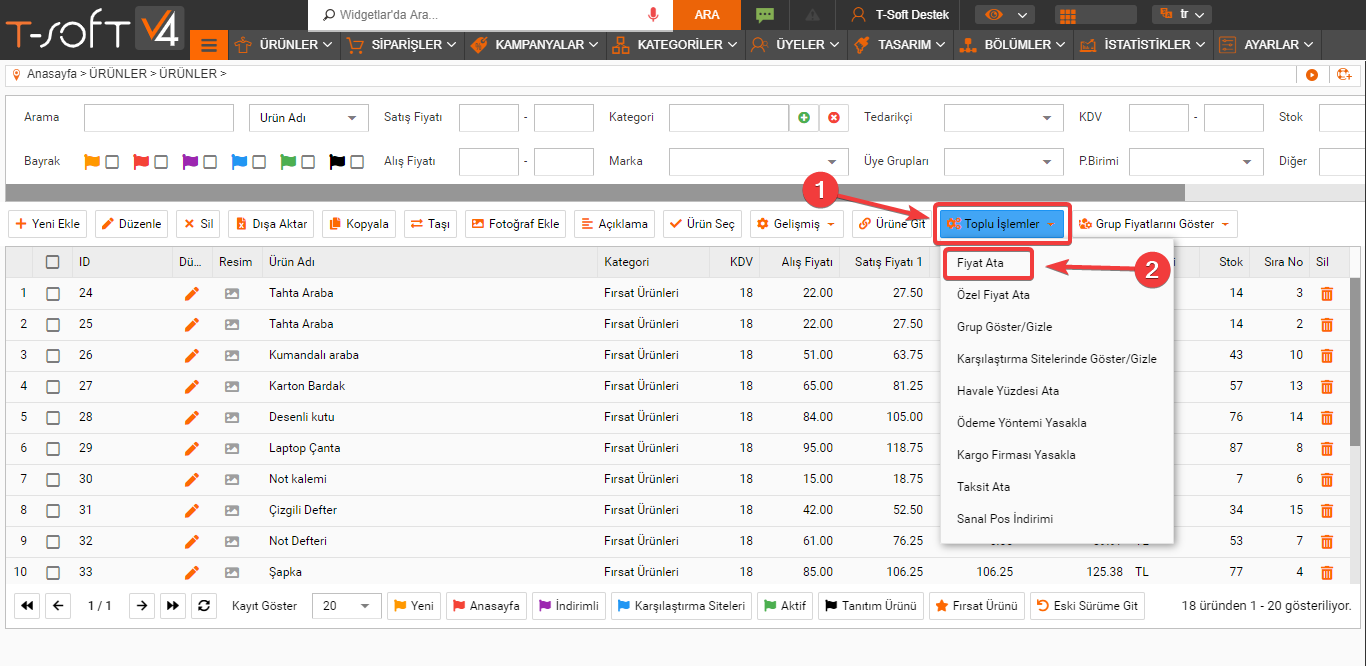 T-SOFT V4
Widgetlar'da Ara...
ARA
T-Soft Destek
tr
ÜRÜNLER
SİPARİŞLER
KAMPANYALAR
KATEGORİLER
ÜYELER
TASARIM
BÖLÜMLER
İSTATİSTİKLER
AYARLAR
Anasayfa > ÜRÜNLER > ÜRÜNLER >
Arama Ürün Adı Satış Fiyatı - Kategori Tedarikçi KDV - Stok
Bayrak Alış Fiyatı - Marka Üye Grupları P.Birimi Diğer
1
Yeni Ekle Düzenle Sil Dışa Aktar Kopyala Taşı Fotoğraf Ekle Açıklama Ürün Seç Gelişmiş Ürüne Git Toplu İşlemler Grup Fiyatlarını Göster
ID Dü... Resim Ürün Adı Kategori KDV Alış Fiyatı Satış Fiyatı 1 Stok Sıra No Sil
Fiyat Ata
2
Özel Fiyat Ata
Grup Göster/Gizle
Karşılaştırma Sitelerinde Göster/Gizle
Havale Yüzdesi Ata
Ödeme Yöntemi Yasakla
Kargo Firması Yasakla
Taksit Ata
Sanal Pos İndirimi
1 24 Tahta Araba Fırsat Ürünleri 18 22.00 27.50 14 3
2 25 Tahta Araba Fırsat Ürünleri 18 22.00 27.50 14 2
3 26 Kumandalı araba Fırsat Ürünleri 18 51.00 63.75 43 10
4 27 Karton Bardak Fırsat Ürünleri 18 65.00 81.25 57 13
5 28 Desenli kutu Fırsat Ürünleri 18 84.00 105.00 76 14
6 29 Laptop Çanta Fırsat Ürünleri 18 95.00 118.75 87 8
7 30 Not kalemi Fırsat Ürünleri 18 15.00 18.75 7 6
8 31 Çizgili Defter Fırsat Ürünleri 18 42.00 52.50 34 15
9 32 Not Defteri Fırsat Ürünleri 18 61.00 76.25 53 7
10 33 Şapka Fırsat Ürünleri 18 85.00 106.25 106.25 125.38 TL 77 4
1 / 1 Kayıt Göster 20 Yeni Anasayfa İndirimli Karşılaştırma Siteleri Aktif Tanıtım Ürünü Fırsat Ürünü Eski Sürüme Git 18 üründen 1 - 20 gösteriliyor.